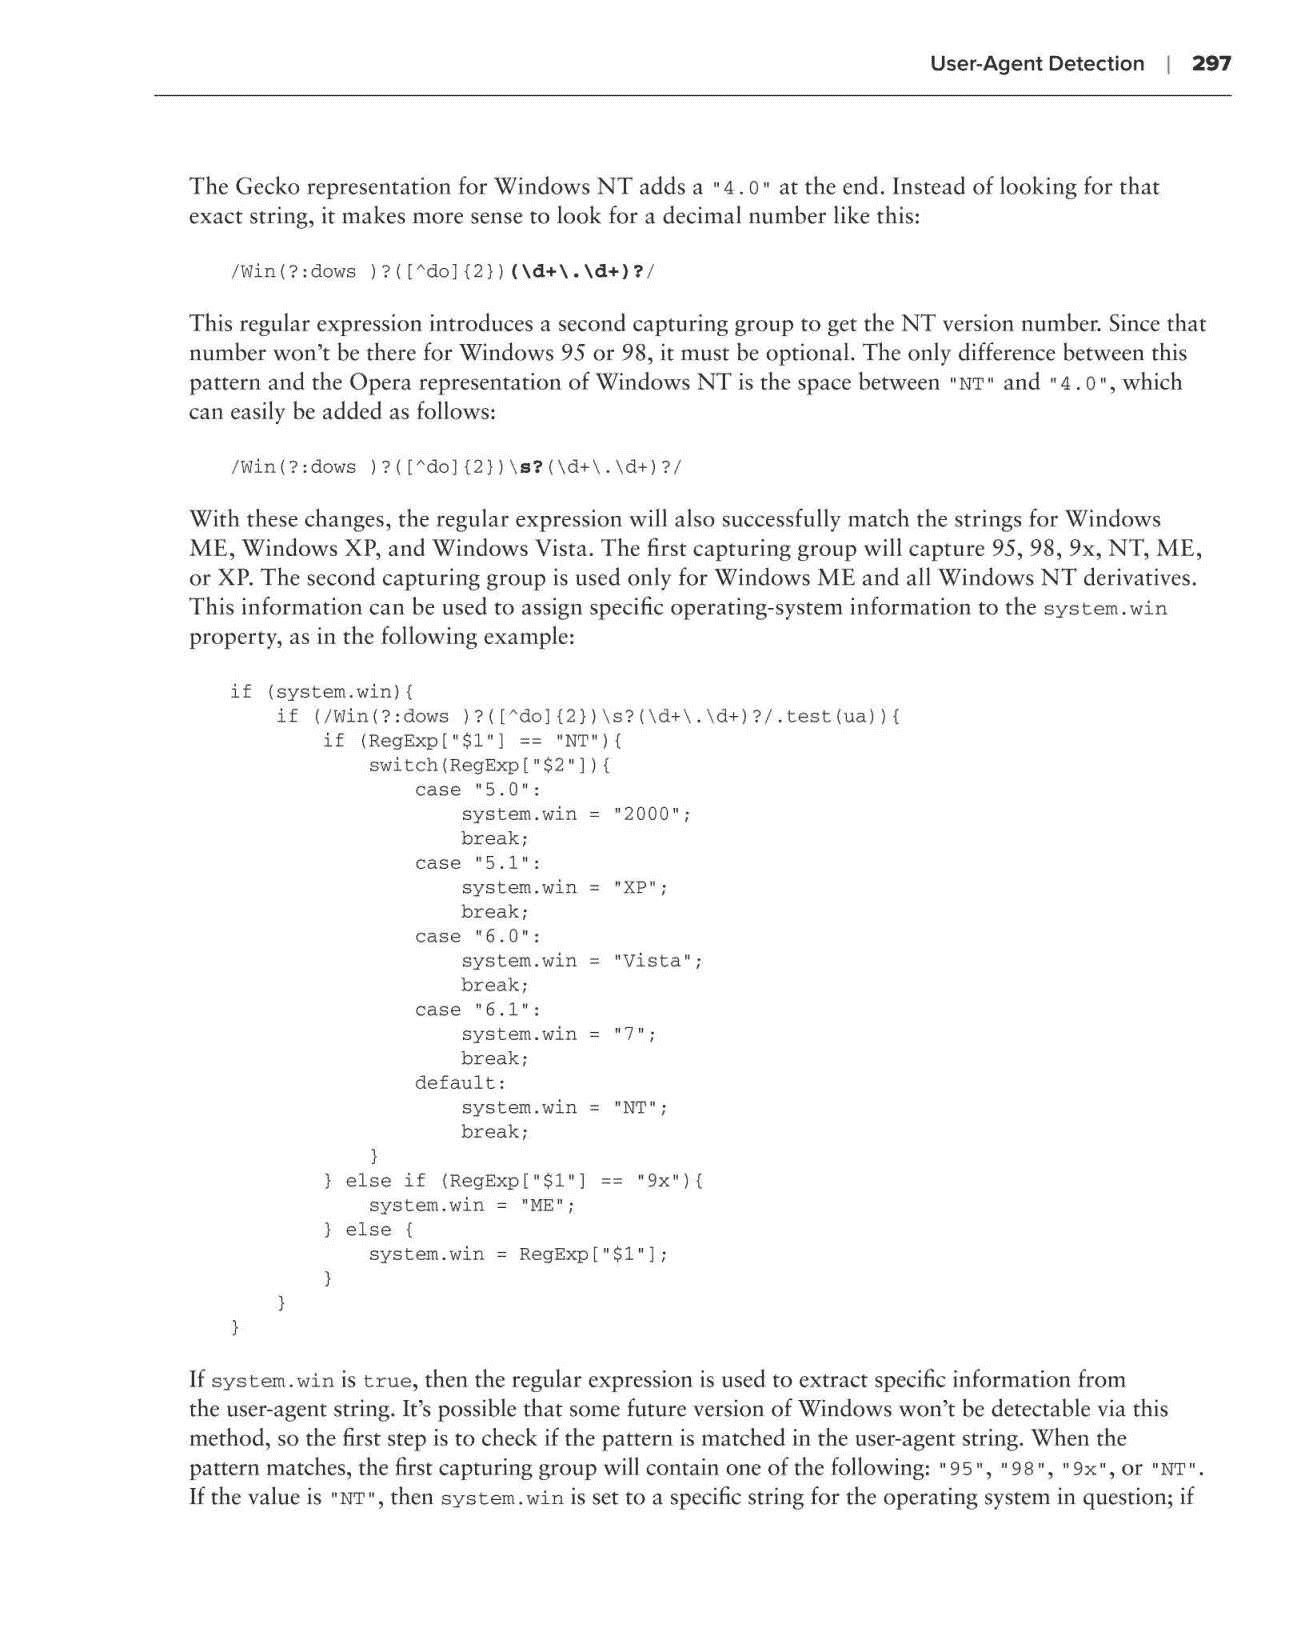 User-Agent Detection | 297
The Gecko representation for Windows NT adds a "4.0" at the end. Instead of looking for that
exact string, it makes more sense to look for a decimal number like this:
/Win(?:dows )?([^do]{2})(\d+\.\d+)?/
This regular expression introduces a second capturing group to get the NT version number. Since that
number won’t be there for Windows 95 or 98, it must be optional. The only difference between this
pattern and the Opera representation of Windows NT is the space between "NT" and "4.0", which
can easily be added as follows:
/Win(?:dows )?([^do]{2})\s?(\d+\.\d+)?/
With these changes, the regular expression will also successfully match the strings for Windows
ME, Windows XP, and Windows Vista. The first capturing group will capture 95, 98, 9x, NT, ME,
or XP. The second capturing group is used only for Windows ME and all Windows NT derivatives.
This information can be used to assign specific operating-system information to the system.win
property, as in the following example:
if (system.win){
    if (/Win(?:dows )?([^do]{2})\s?(\d+\.\d+)?/.test(ua)){
        if (RegExp["$1"] == "NT"){
            switch(RegExp["$2"]){
                case "5.0":
                    system.win = "2000";
                    break;
                case "5.1":
                    system.win = "XP";
                    break;
                case "6.0":
                    system.win = "Vista";
                    break;
                case "6.1":
                    system.win = "7";
                    break;
                default:
                    system.win = "NT";
                    break;
            }
        } else if (RegExp["$1"] == "9x"){
            system.win = "ME";
        } else {
            system.win = RegExp["$1"];
        }
    }
}
If system.win is true, then the regular expression is used to extract specific information from
the user-agent string. It’s possible that some future version of Windows won’t be detectable via this
method, so the first step is to check if the pattern is matched in the user-agent string. When the
pattern matches, the first capturing group will contain one of the following: "95", "98", "9x", or "NT".
If the value is "NT", then system.win is set to a specific string for the operating system in question; if